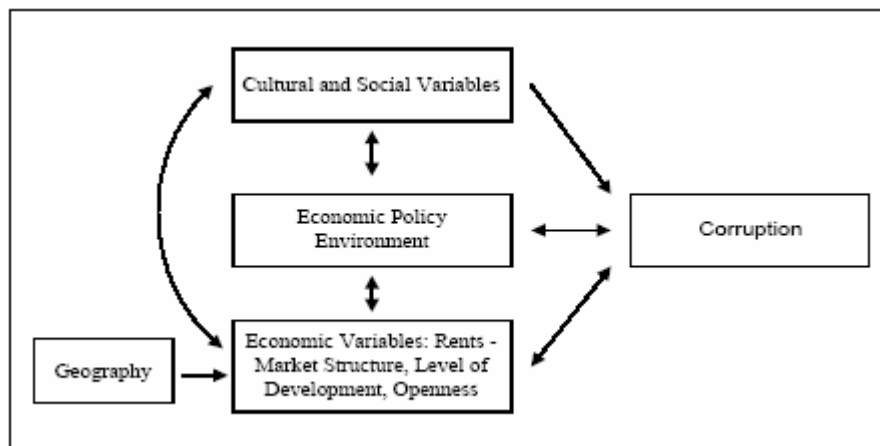 Cultural and Social Variables
Economic Policy
Environment
Corruption
Economic Variables: Rents -
Market Structure, Level of
Development, Openness
Geography